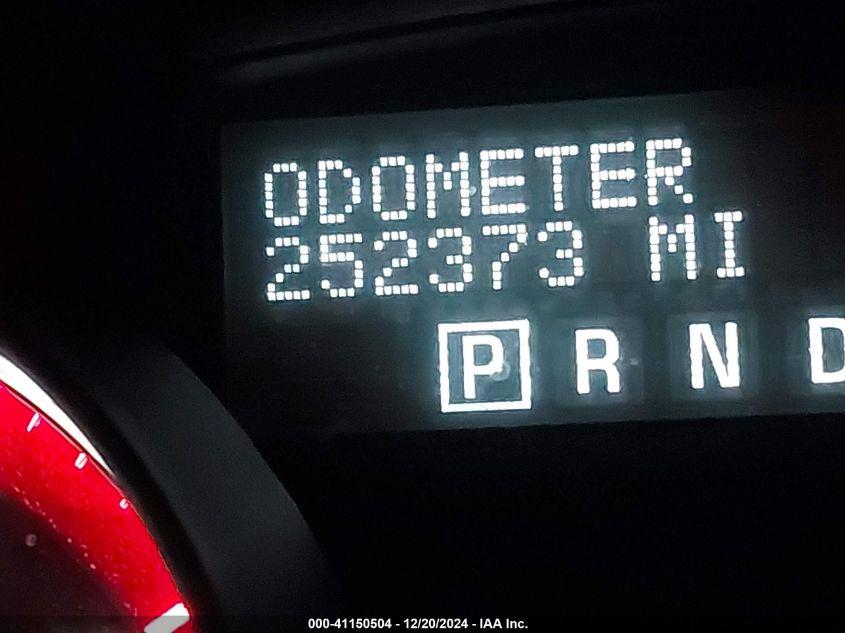 ODOMETER
252373 MI
P R N D
000-41150504 - 12/20/2024 - IAA Inc.